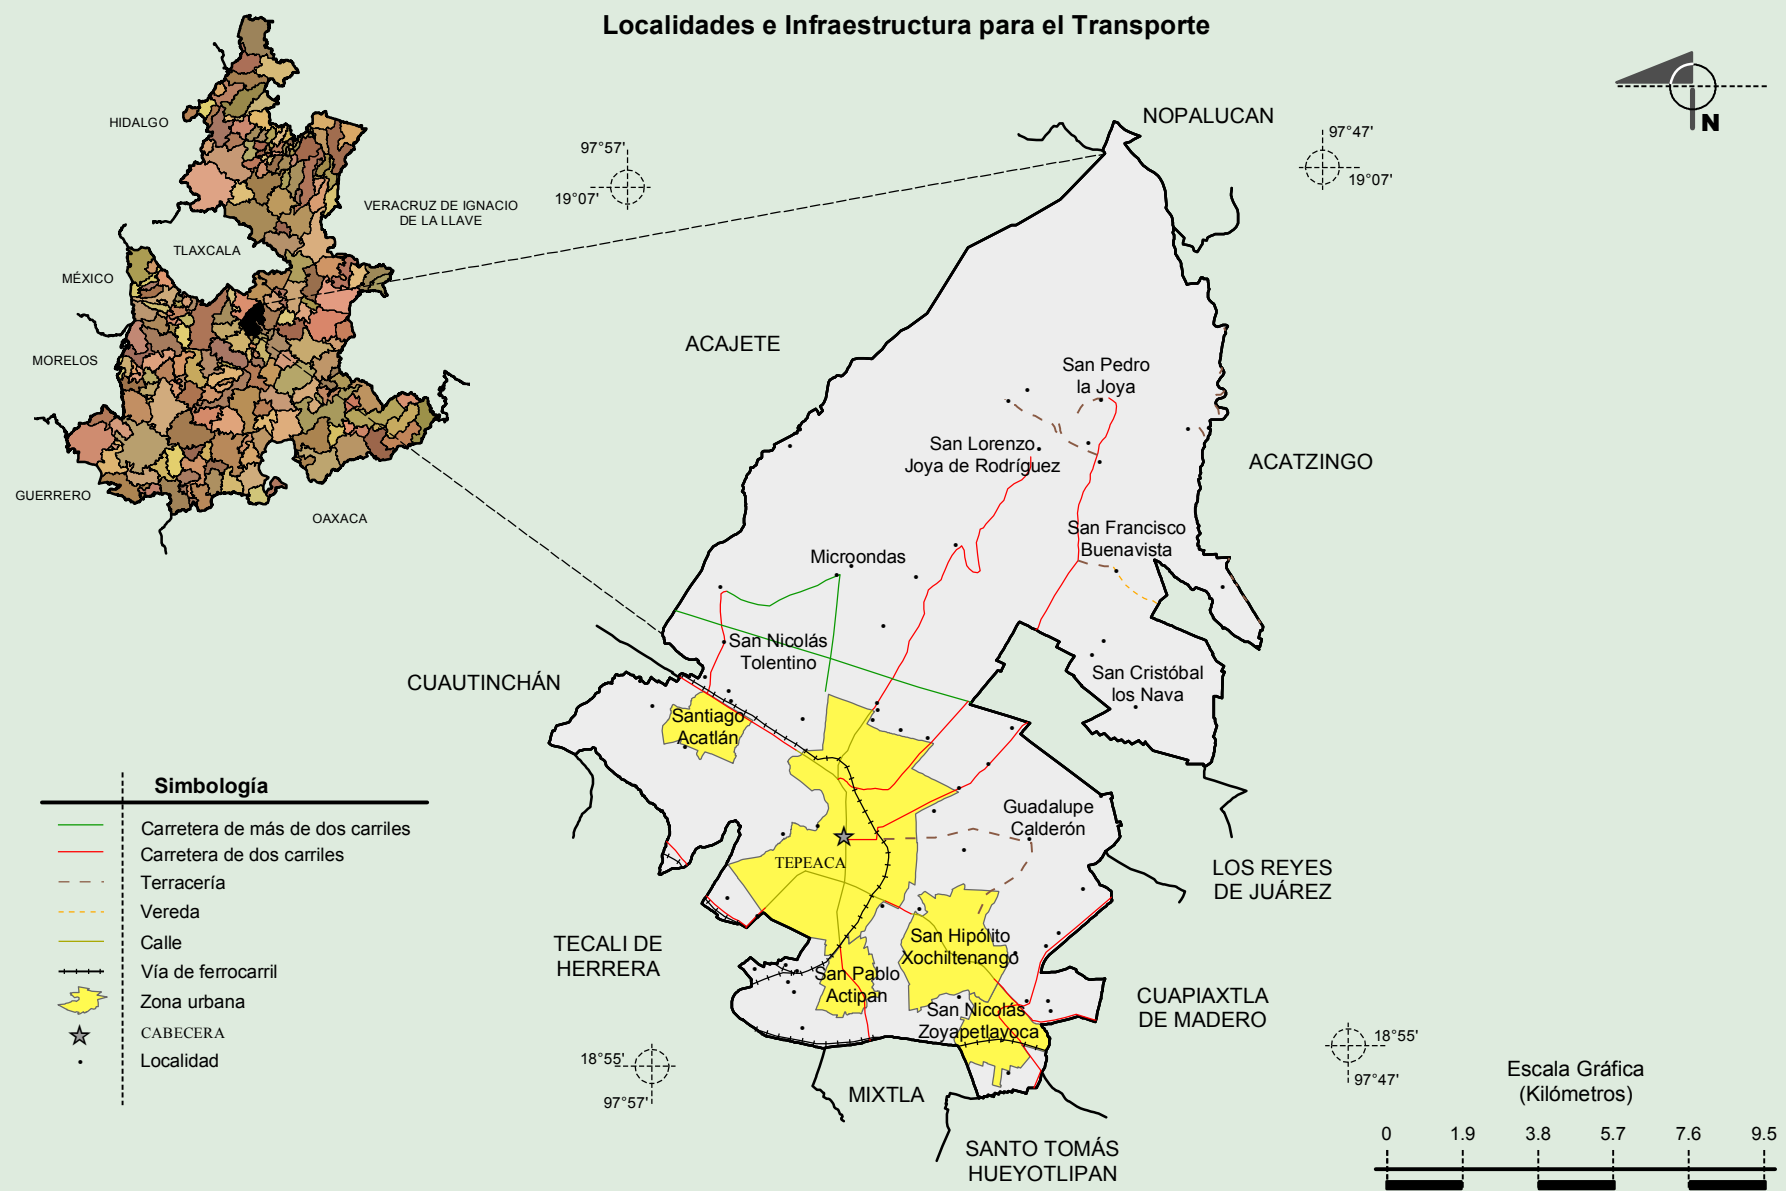 Localidades e Infraestructura para el Transporte
N
HIDALGO
VERACRUZ DE IGNACIO
DE LA LLAVE
TLAXCALA
MÉXICO
MORELOS
GUERRERO
OAXACA
97°57'
19°07'
97°47'
19°07'
NOPALUCAN
ACAJETE
San Pedro
la Joya
San Lorenzo
Joya de Rodríguez
ACATZINGO
San Francisco
Buenavista
Microondas
San Nicolás
Tolentino
San Cristóbal
los Nava
CUAUTINCHÁN
Santiago
Acatlán
Guadalupe
Calderón
TEPEACA
LOS REYES
DE JUÁREZ
TECALI DE
HERRERA
San Hipólito
Xochiltenango
San Pablo
Actipan
San Nicolás
Zoyapetlayoca
CUAPIAXTLA
DE MADERO
MIXTLA
SANTO TOMÁS
HUEYOTLIPAN
18°55'
97°57'
18°55'
97°47'
Simbología
Carretera de más de dos carriles
Carretera de dos carriles
Terracería
Vereda
Calle
Vía de ferrocarril
Zona urbana
CABECERA
Localidad
Escala Gráfica
(Kilómetros)
0 1.9 3.8 5.7 7.6 9.5